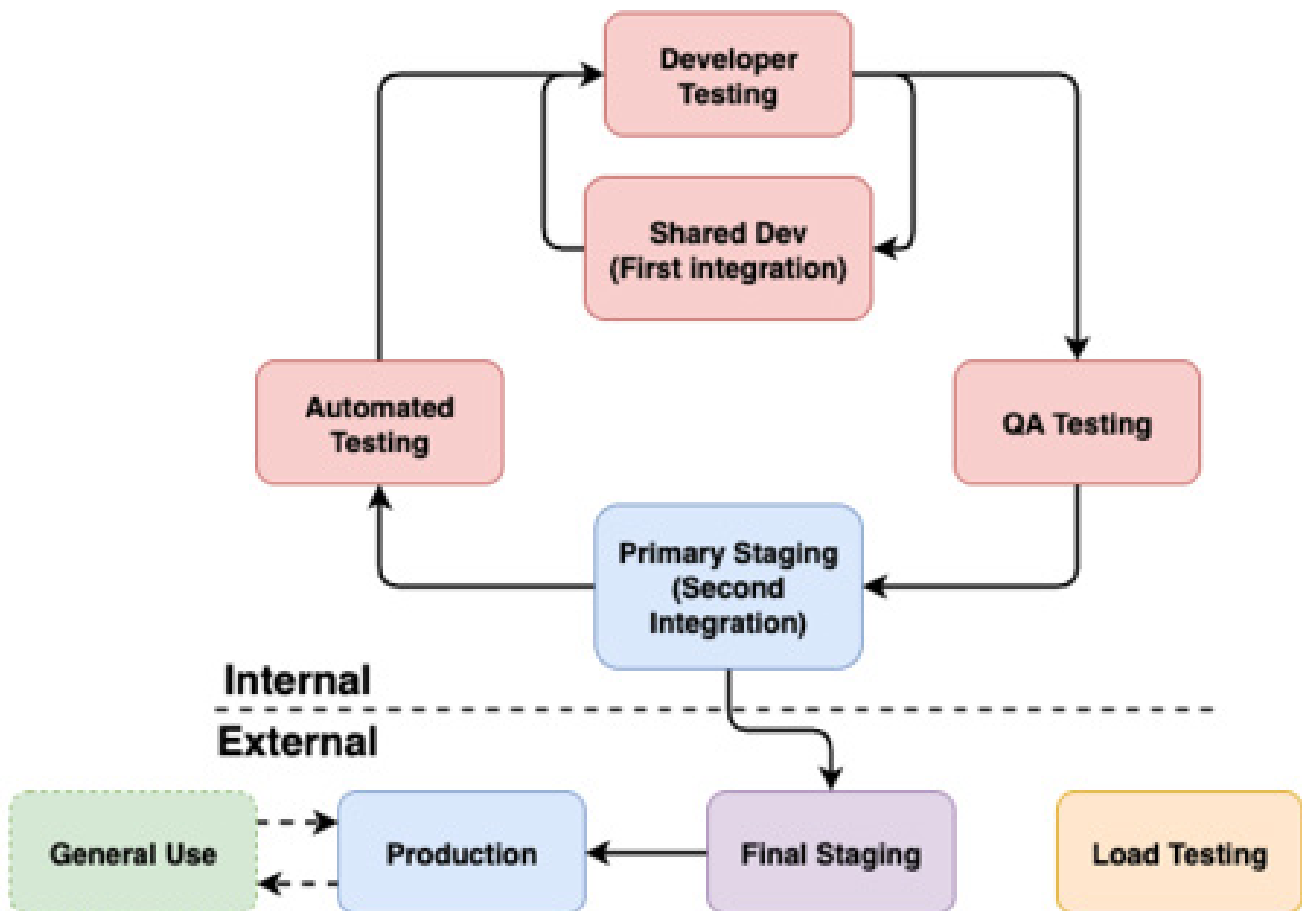 Developer
Testing
Shared Dev
(First integration)
Automated
Testing
QA Testing
Primary Staging
(Second
Integration)
Internal
External
General Use
Production
Final Staging
Load Testing